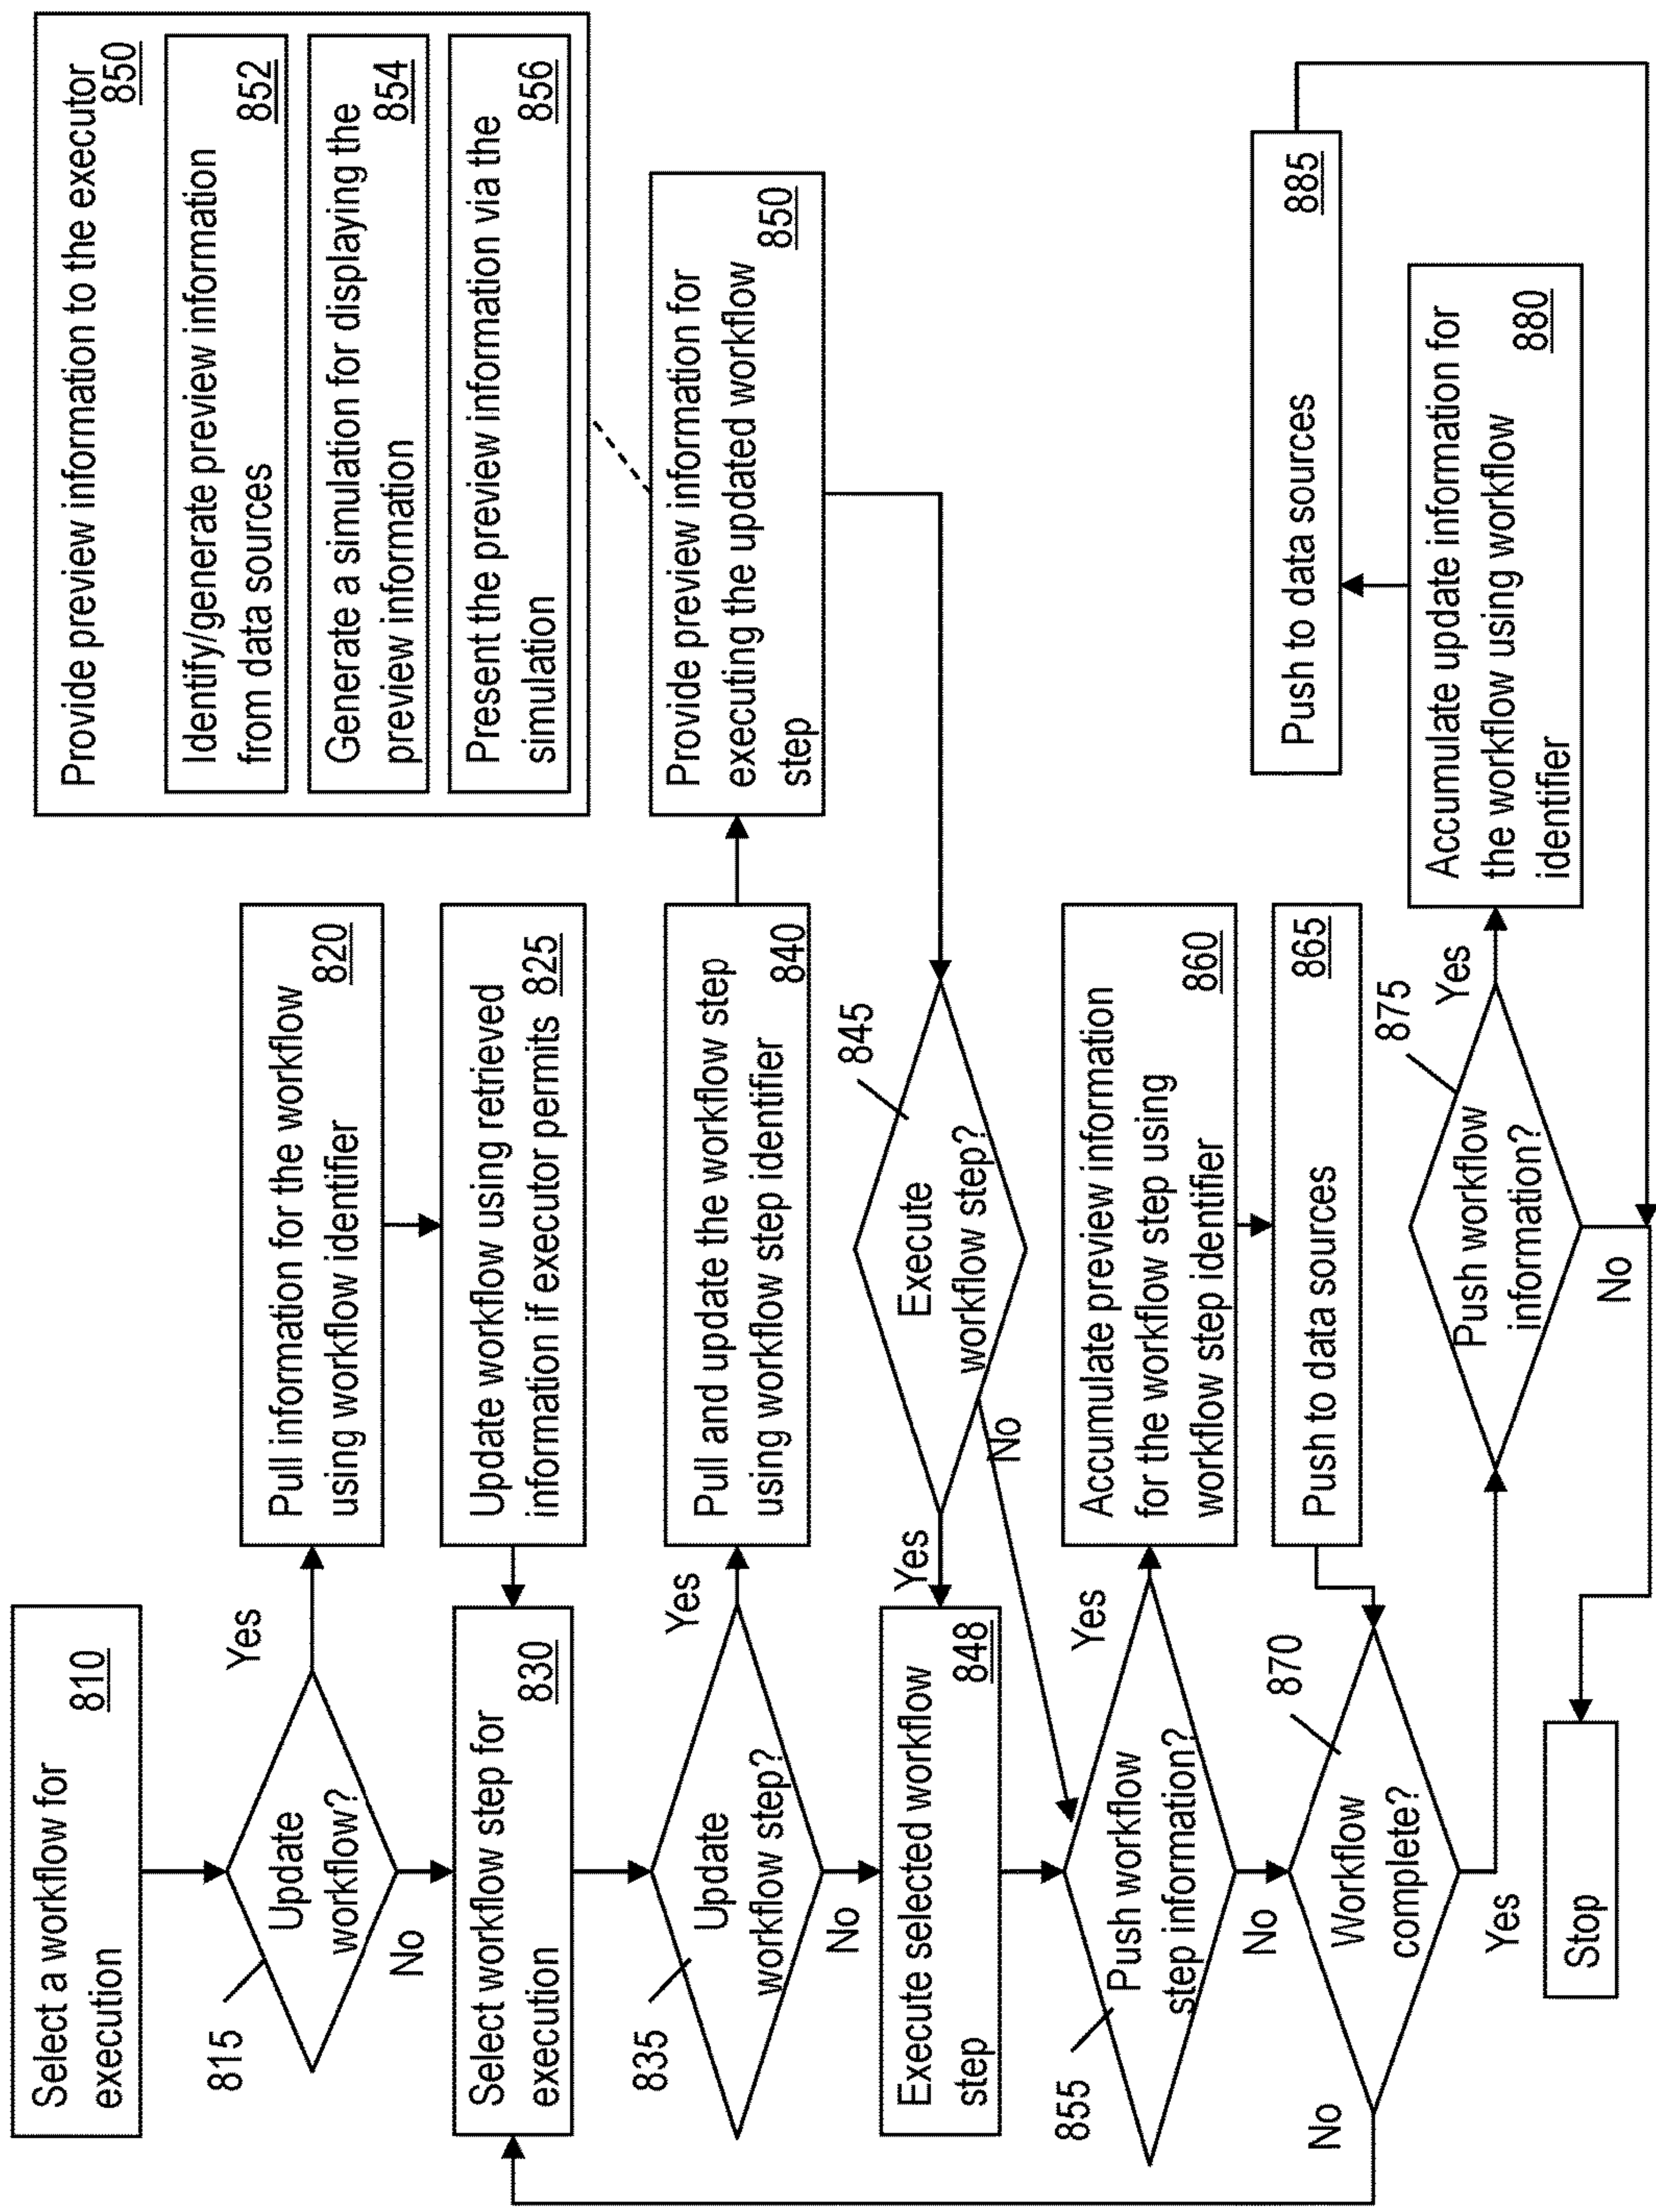 Select a workflow for
execution
810
815
Update
workflow?
Yes
No
Pull information for the workflow
using workflow identifier
820
Update workflow using retrieved
information if executor permits 825
Select workflow step for
execution
830
835
Update
workflow step?
Yes
No
Pull and update the workflow step
using workflow step identifier
840
Provide preview information to the executor
850
Identify/generate preview information
from data sources
852
Generate a simulation for displaying the
preview information
854
Present the preview information via the
simulation
856
Provide preview information for
executing the updated workflow
step
850
845
Execute
workflow step?
Yes
No
Execute selected workflow
step
848
855
Push workflow
step information?
Yes
No
Accumulate preview information
for the workflow step using
workflow step identifier
860
Push to data sources
865
870
Workflow
complete?
No
Yes
875
Push workflow
information?
Yes
No
Accumulate update information for
the workflow using workflow
identifier
880
Push to data sources
885
Stop